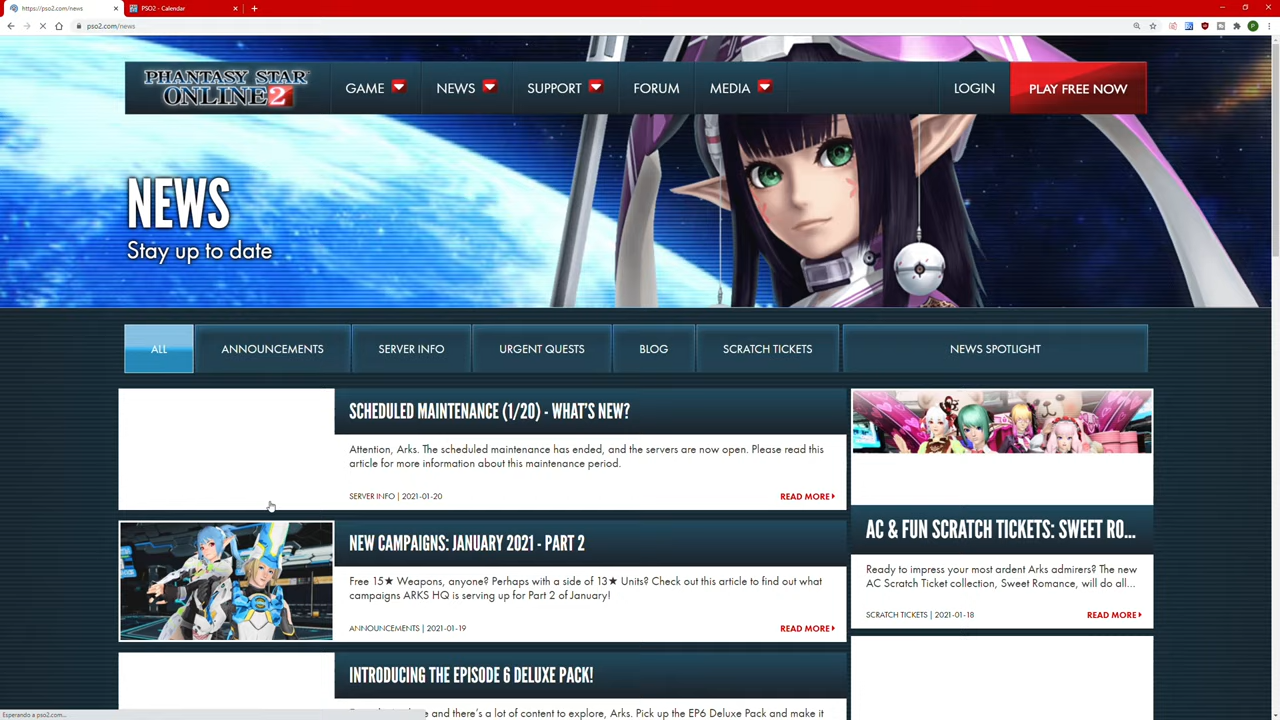 https://pso2.com/news
PSO2 - Calendar
pso2.com/news
PHANTASY STAR
ONLINE 2
GAME
NEWS
SUPPORT
FORUM
MEDIA
LOGIN
PLAY FREE NOW
NEWS
Stay up to date
ALL
ANNOUNCEMENTS
SERVER INFO
URGENT QUESTS
BLOG
SCRATCH TICKETS
NEWS SPOTLIGHT
SCHEDULED MAINTENANCE (1/20) - WHAT'S NEW?
Attention, Arks. The scheduled maintenance has ended, and the servers are now open. Please read this
article for more information about this maintenance period.
SERVER INFO | 2021-01-20
READ MORE
NEW CAMPAIGNS: JANUARY 2021 - PART 2
Free 15★ Weapons, anyone? Perhaps with a side of 13★ Units? Check out this article to find out what
campaigns ARKS HQ is serving up for Part 2 of January!
ANNOUNCEMENTS | 2021-01-19
READ MORE
AC & FUN SCRATCH TICKETS: SWEET RO...
Ready to impress your most ardent Arks admirers? The new
AC Scratch Ticket collection, Sweet Romance, will do all...
SCRATCH TICKETS | 2021-01-18
READ MORE
INTRODUCING THE EPISODE 6 DELUXE PACK!
and there's a lot of content to explore, Arks. Pick up the EP6 Deluxe Pack and make it
Esperando a pso2.com...